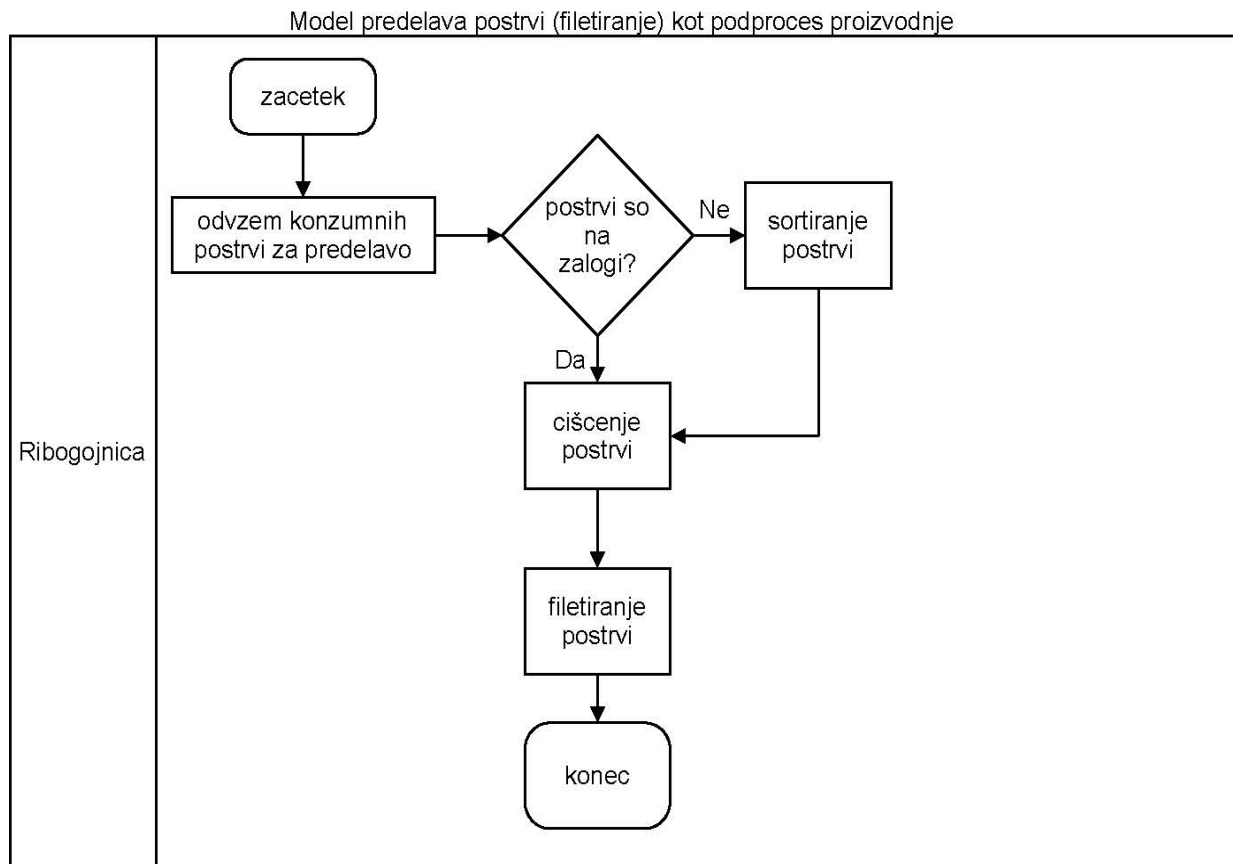 Model predelava postrvi (filetiranje) kot podproces proizvodnje
zacetek
odvzem konzumnih
postrvi za predelavo
postrvi so
na
zalogi?
Ne
sortiranje
postrvi
Da
cišcenje
postrvi
Ribogojnica
filetiranje
postrvi
konec